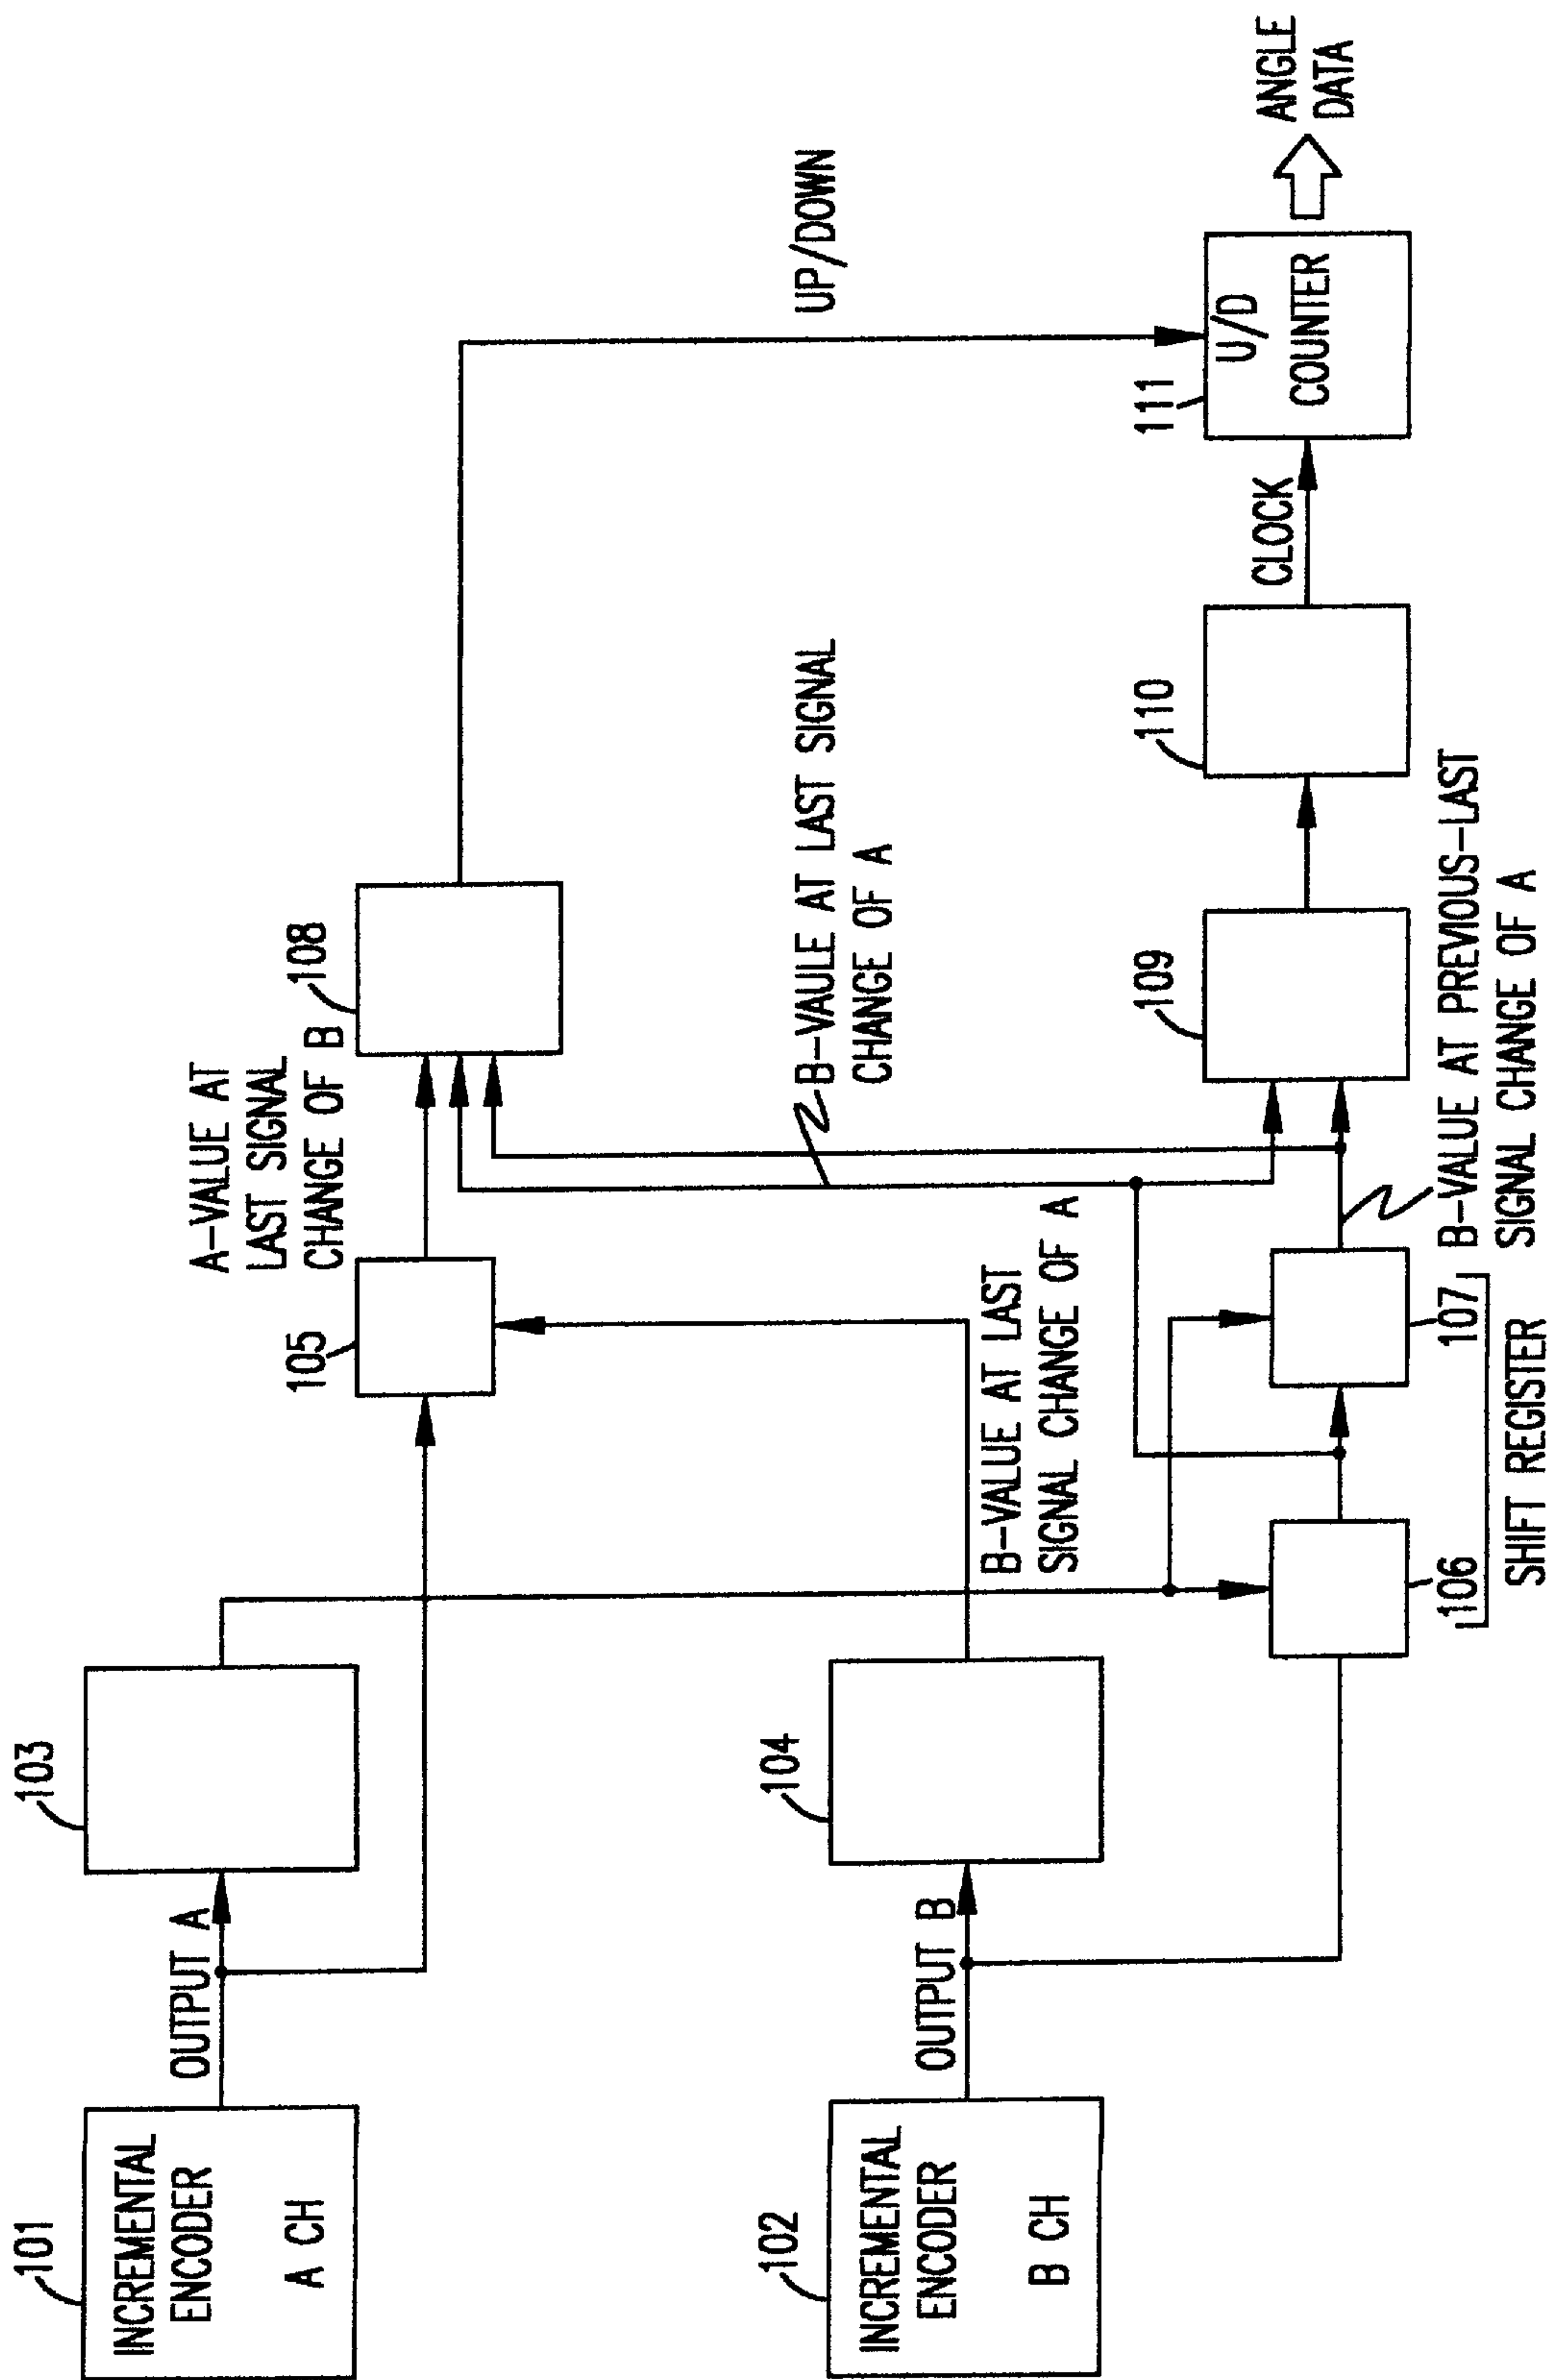 101
INCREMENTAL
ENCODER
A CH
OUTPUT A
103
105
A-VALUE AT
LAST SIGNAL
CHANGE OF B
108
UP/DOWN
102
INCREMENTAL
ENCODER
B CH
OUTPUT B
104
B-VALUE AT LAST
SIGNAL CHANGE OF A
B-VAULE AT LAST SIGNAL
CHANGE OF A
106
107
SHIFT REGISTER
B-VALUE AT PREVIOUS-LAST
SIGNAL CHANGE OF A
109
110
CLOCK
111
U/D
COUNTER
ANGLE
DATA